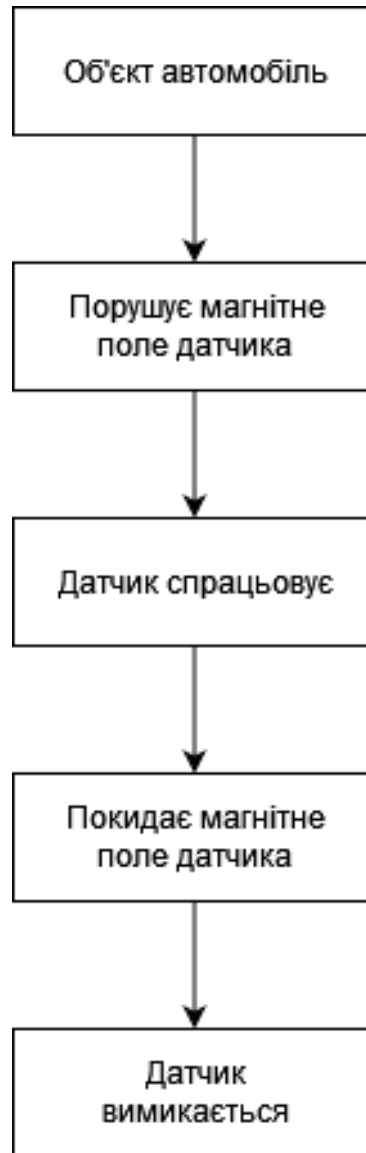 Об'єкт автомобіль
Порушує магнітне
поле датчика
Датчик спрацьовує
Покидає магнітне
поле датчика
Датчик
вимикається